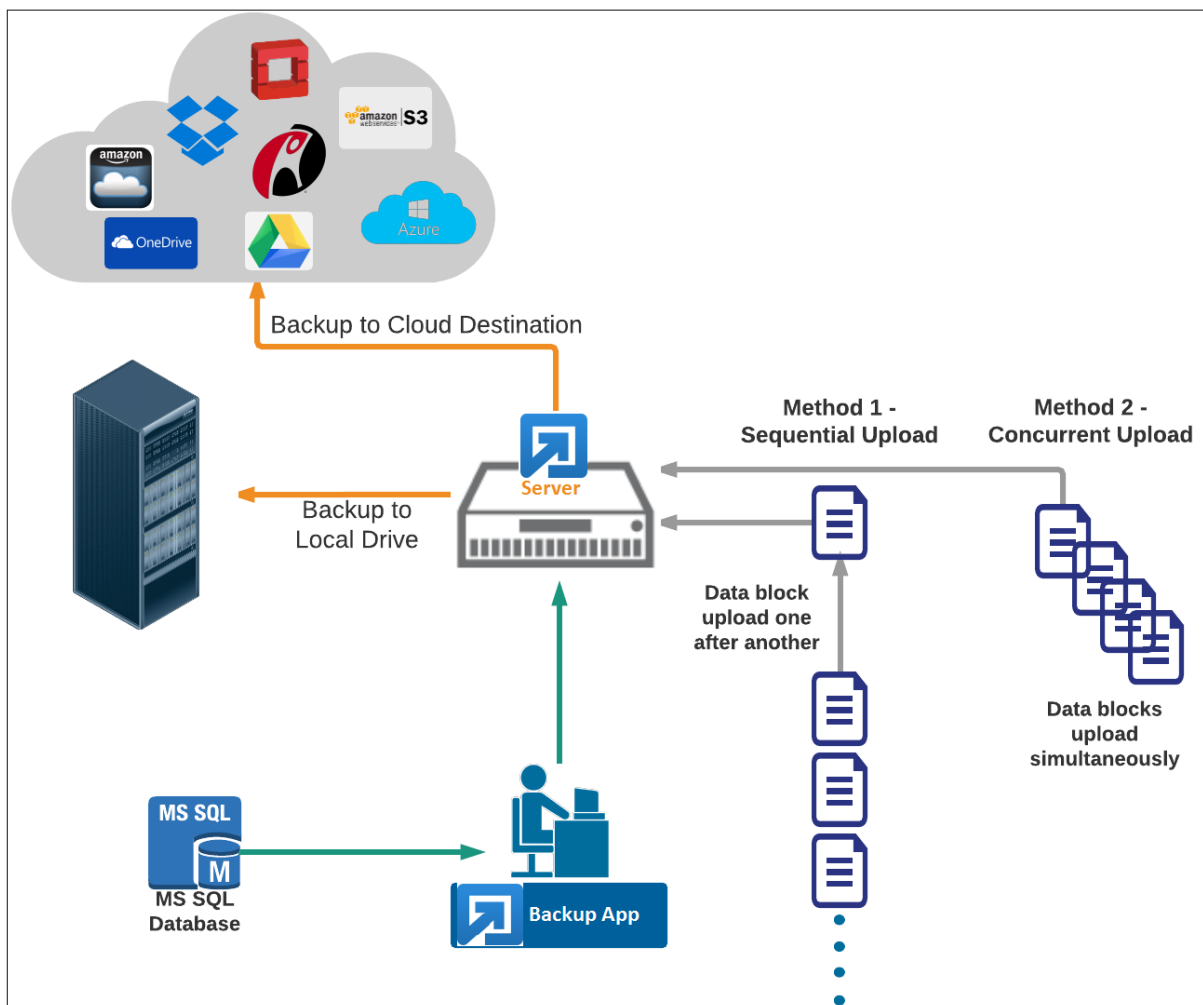 amazon
webservices
S3
amazon
OneDrive
Azure
Backup to Cloud Destination
Method 1 -
Sequential Upload
Method 2 -
Concurrent Upload
Server
Backup to
Local Drive
Data block
upload one
after another
Data blocks
upload
simultaneously
MS SQL
M
MS SQL
Database
Backup App